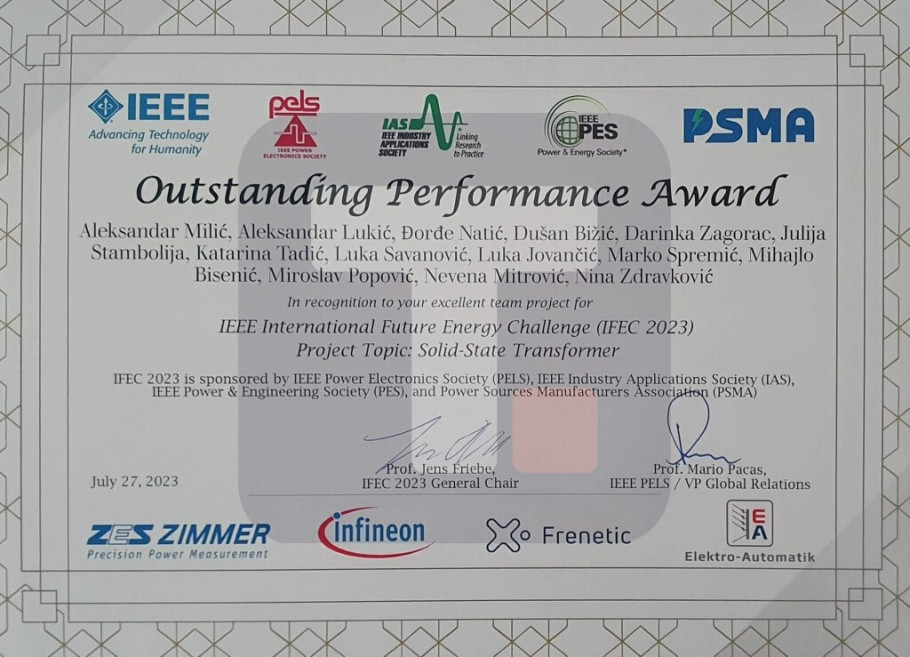 IEEE
Advancing Technology
for Humanity
pels
IEEE POWER
ELECTRONICS SOCIETY
IAS
IEEE INDUSTRY
APPLICATIONS
SOCIETY
Linking
Research
to Practice
IEEE
PES
Power & Energy Society®
PSMA
Outstanding Performance Award
Aleksandar Milić, Aleksandar Lukić, Đorđe Natić, Dušan Bižić, Darinka Zagorac, Julija
Stambolija, Katarina Tadić, Luka Savanović, Luka Jovančić, Marko Spremić, Mihajlo
Bisenić, Miroslav Popović, Nevena Mitrović, Nina Zdravković
In recognition to your excellent team project for
IEEE International Future Energy Challenge (IFEC 2023)
Project Topic: Solid-State Transformer
IFEC 2023 is sponsored by IEEE Power Electronics Society (PELS), IEEE Industry Applications Society (IAS),
IEEE Power & Engineering Society (PES), and Power Sources Manufacturers Association (PSMA)
July 27, 2023
Prof. Jens Friebe,
IFEC 2023 General Chair
Prof. Mario Pacas,
IEEE PELS / VP Global Relations
ZES ZIMMER
Precision Power Measurement
infineon
Frenetic
EA
Elektro-Automatik